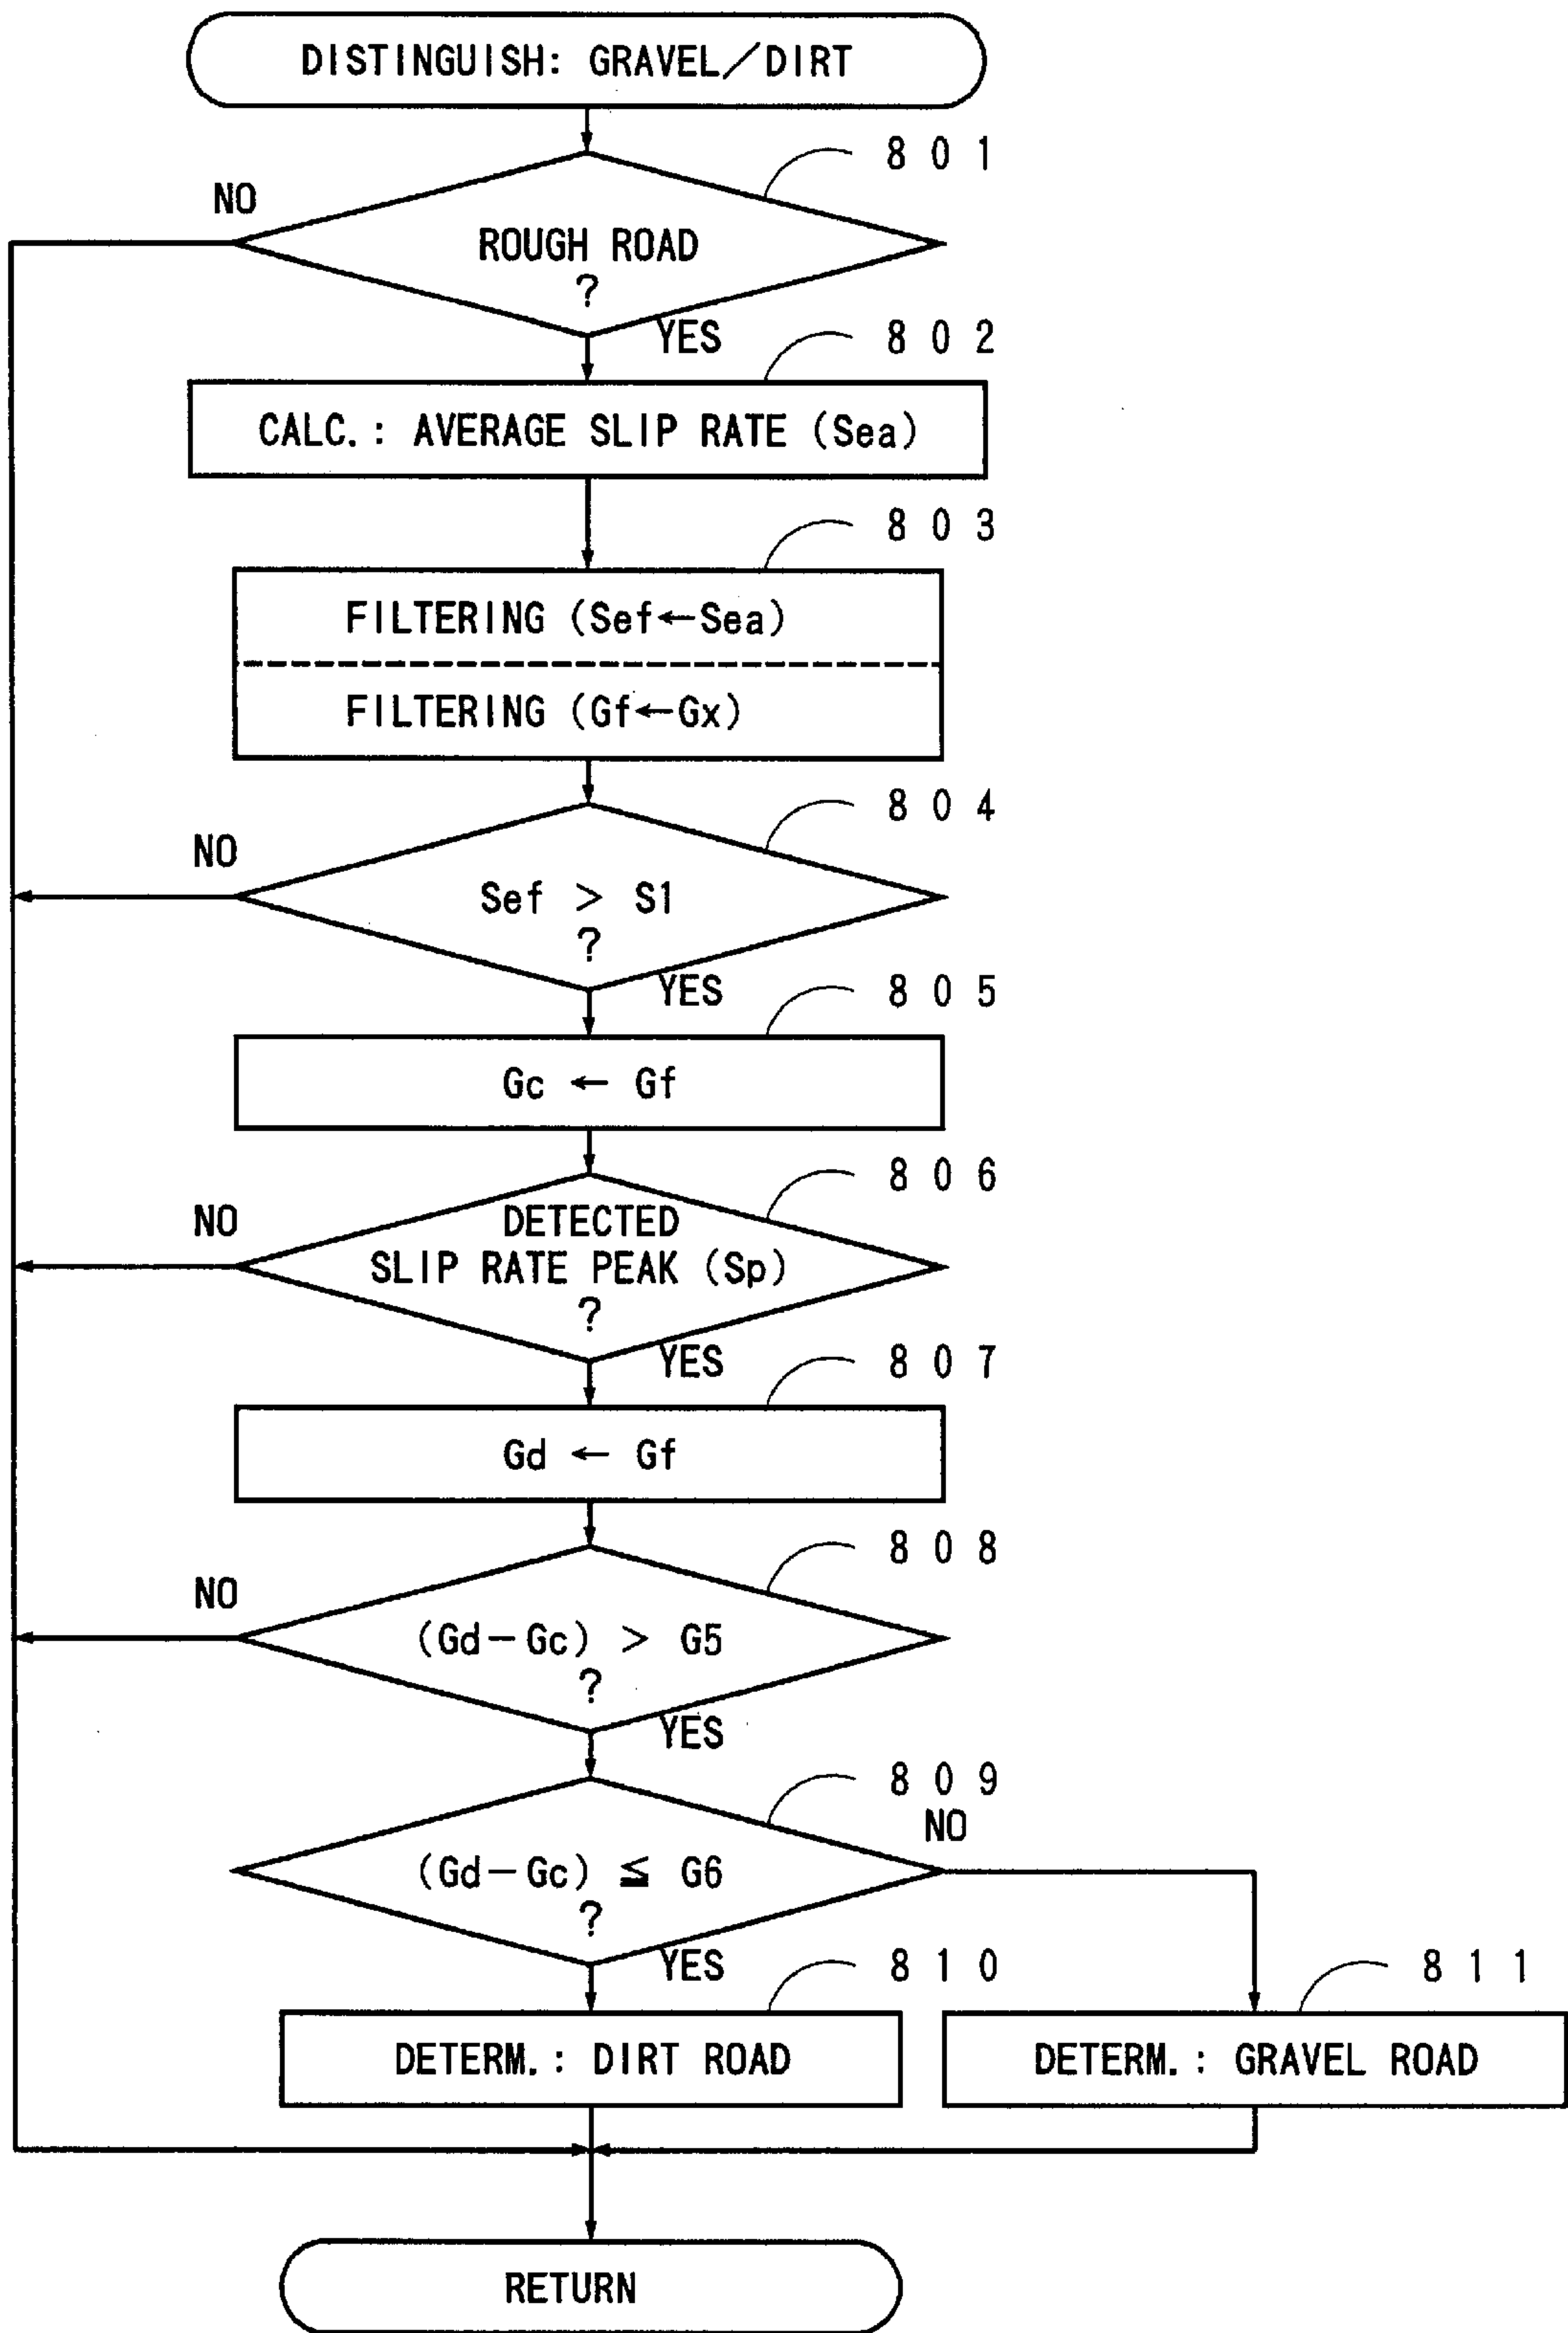 DISTINGUISH: GRAVEL/DIRT
801
NO
ROUGH ROAD
?
YES
802
CALC.: AVERAGE SLIP RATE (Sea)
803
FILTERING (Sef←Sea)
FILTERING (Gf←Gx)
804
NO
Sef > S1
?
YES
805
Gc ← Gf
806
NO
DETECTED
SLIP RATE PEAK (Sp)
?
YES
807
Gd ← Gf
808
NO
(Gd-Gc) > G5
?
YES
809
NO
(Gd-Gc) ≦ G6
?
YES
810
811
DETERM.: DIRT ROAD
DETERM.: GRAVEL ROAD
RETURN